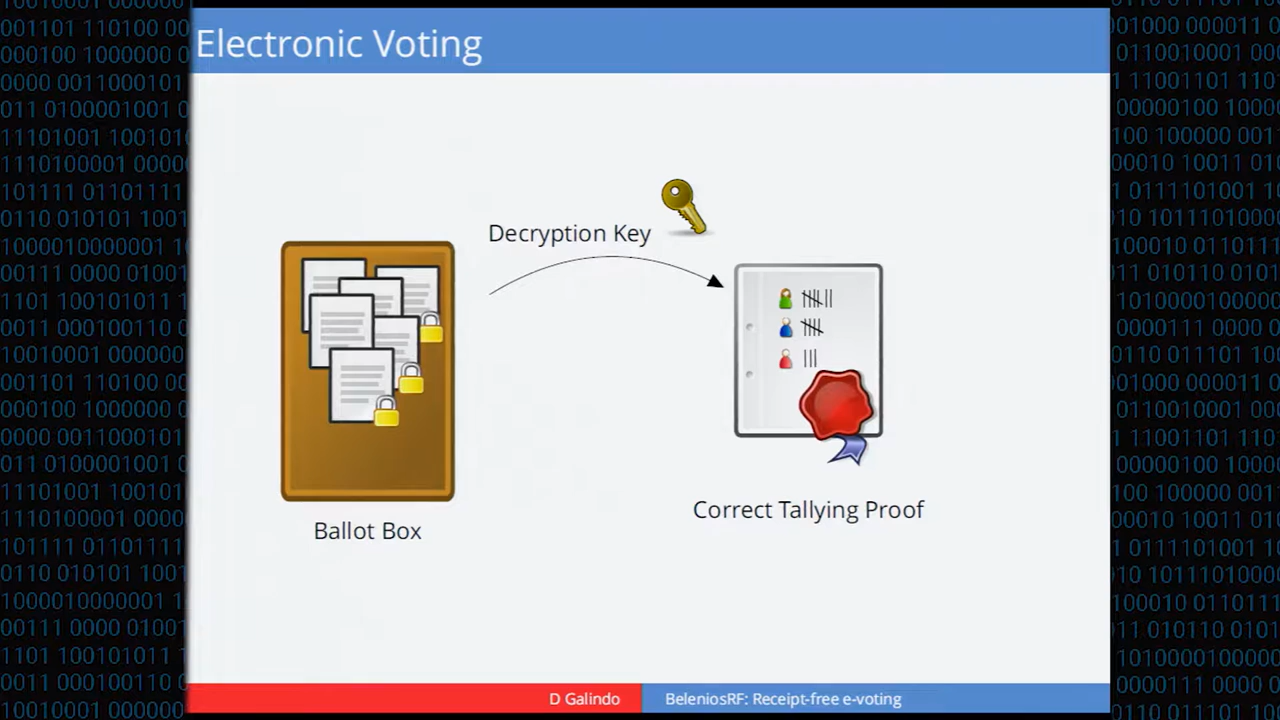 Electronic Voting
Decryption Key
Ballot Box
Correct Tallying Proof
D Galindo
BeleniosRF: Receipt-free e-voting